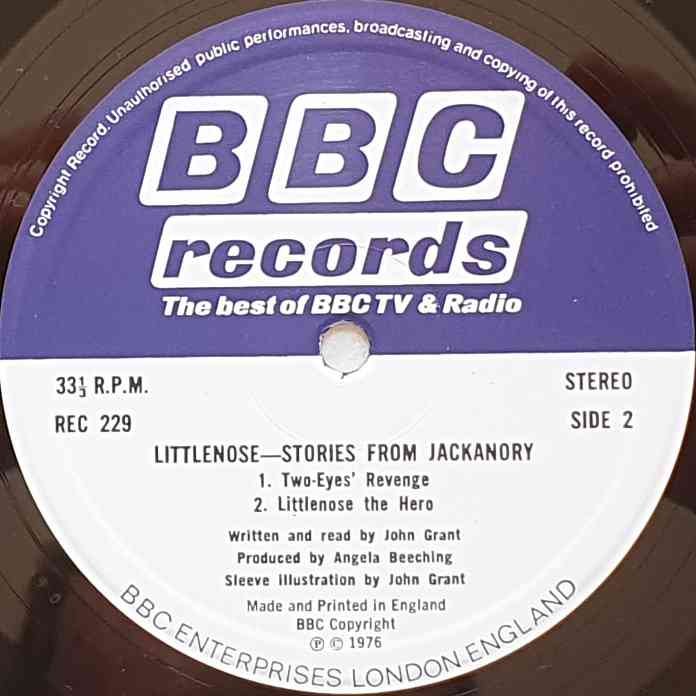 Copyright Record. Unauthorised public performances, broadcasting and copying of this record prohibited
BBC
records
The best of BBC TV & Radio
33⅓ R.P.M.
STEREO
REC 229
SIDE 2
LITTLENOSE—STORIES FROM JACKANORY
1. Two-Eyes' Revenge
2. Littlenose the Hero
Written and read by John Grant
Produced by Angela Beeching
Sleeve illustration by John Grant
Made and Printed in England
BBC Copyright
℗ © 1976
BBC ENTERPRISES LONDON ENGLAND